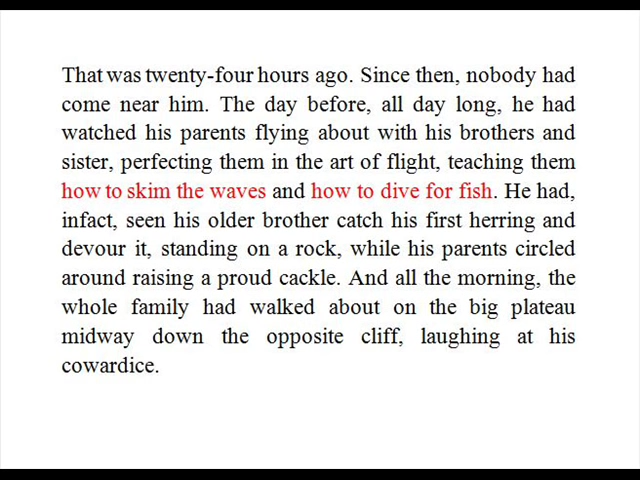 That was twenty-four hours ago. Since then, nobody had
come near him. The day before, all day long, he had
watched his parents flying about with his brothers and
sister, perfecting them in the art of flight, teaching them
how to skim the waves and how to dive for fish. He had,
infact, seen his older brother catch his first herring and
devour it, standing on a rock, while his parents circled
around raising a proud cackle. And all the morning, the
whole family had walked about on the big plateau
midway down the opposite cliff, laughing at his
cowardice.